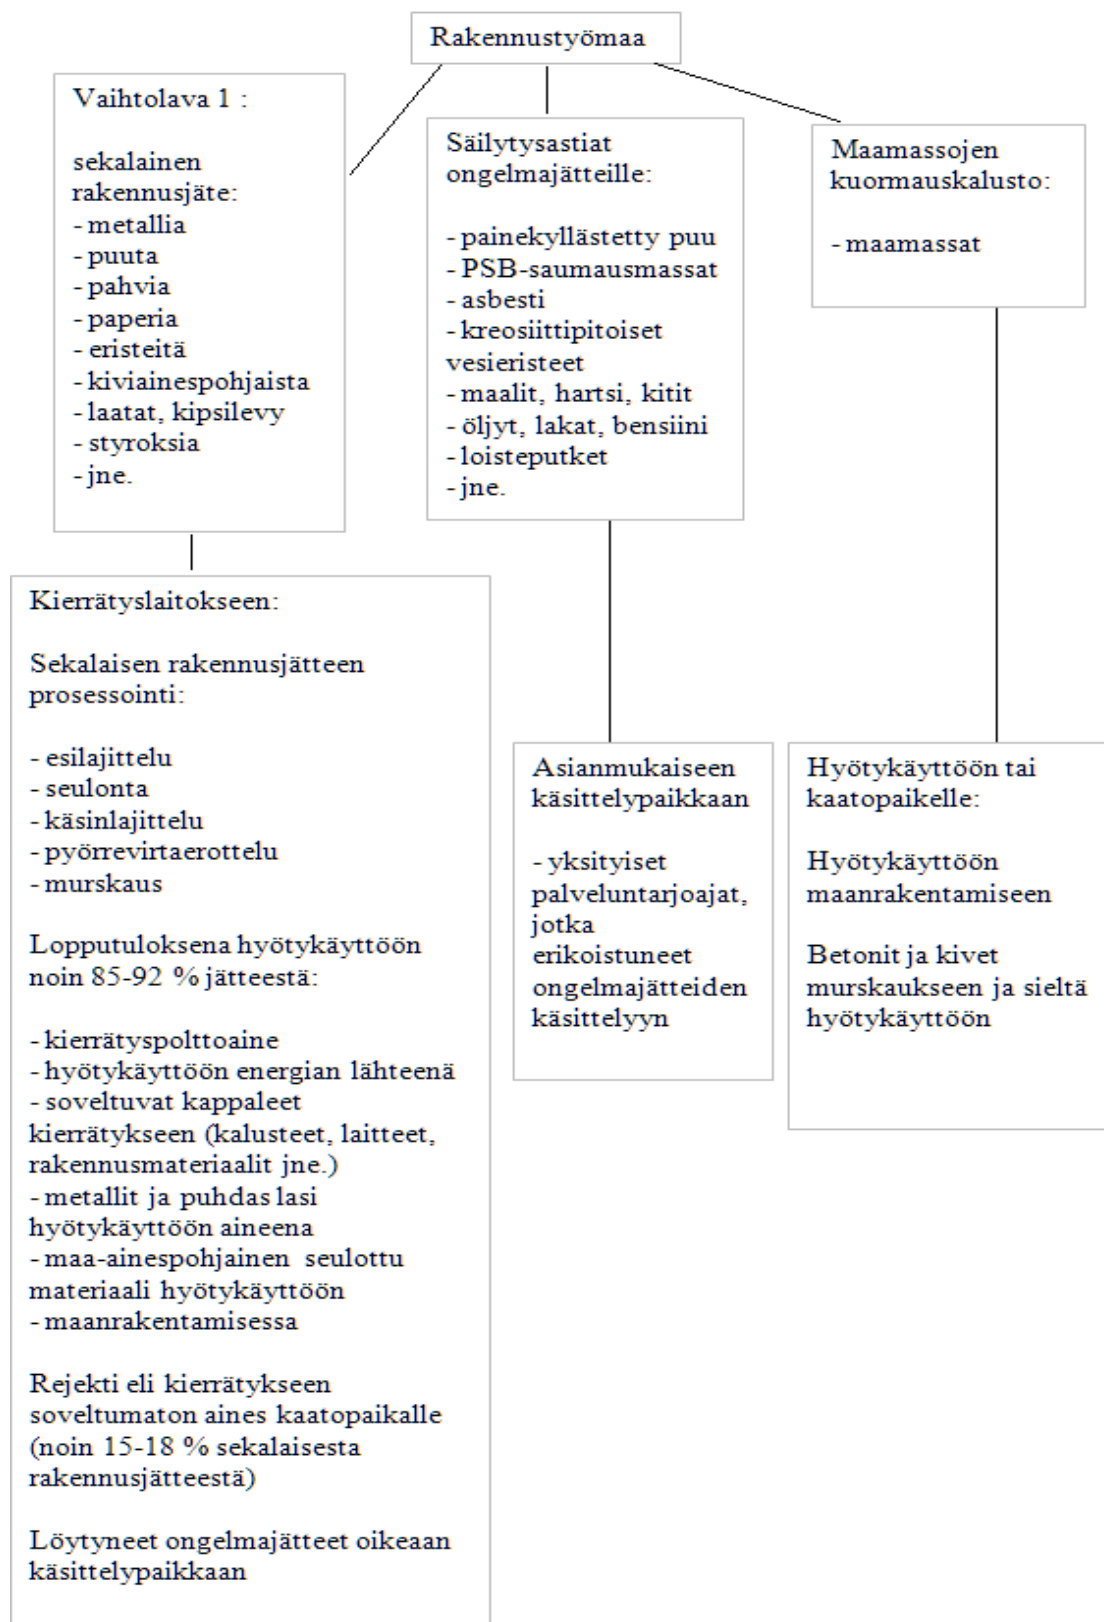 Rakennustyömaa
Vaihtolava 1 :
sekalainen
rakennusjäte:
- metallia
- puuta
- pahvia
- paperia
- eristeitä
- kiviainespohjaista
- laatat, kipsilevy
- styroksia
- jne.
Säilytysastiat
ongelmajätteille:
- painekyllästetty puu
- PSB-saumausmassat
- asbesti
- kreosiittipitoiset
vesieristeet
- maalit, hartsi, kitit
- öljyt, lakat, bensiini
- loisteputket
- jne.
Maamassojen
kuormauskalusto:
- maamassat
Kierrätyslaitokseen:
Sekalaisen rakennusjätteen
prosessointi:
- esilajittelu
- seulonta
- käsinlajittelu
- pyörrevirtaerottelu
- murskaus
Lopputuloksena hyötykäyttöön
noin 85-92 % jätteestä:
- kierrätyspolttoaine
- hyötykäyttöön energian lähteenä
- soveltuvat kappaleet
kierrätykseen (kalusteet, laitteet,
rakennusmateriaalit jne.)
- metallit ja puhdas lasi
hyötykäyttöön aineena
- maa-ainespohjainen seulottu
materiaali hyötykäyttöön
- maanrakentamisessa
Rejekti eli kierrätykseen
soveltumaton aines kaatopaikalle
(noin 15-18 % sekalaisesta
rakennusjätteestä)
Löytyneet ongelmajätteet oikeaan
käsittelypaikkaan
Asianmukaiseen
käsittelypaikkaan
- yksityiset
palveluntarjoajat,
jotka
erikoistuneet
ongelmajätteiden
käsittelyyn
Hyötykäyttöön tai
kaatopaikelle:
Hyötykäyttöön
maanrakentamiseen
Betonit ja kivet
murskaukseen ja sieltä
hyötykäyttöön